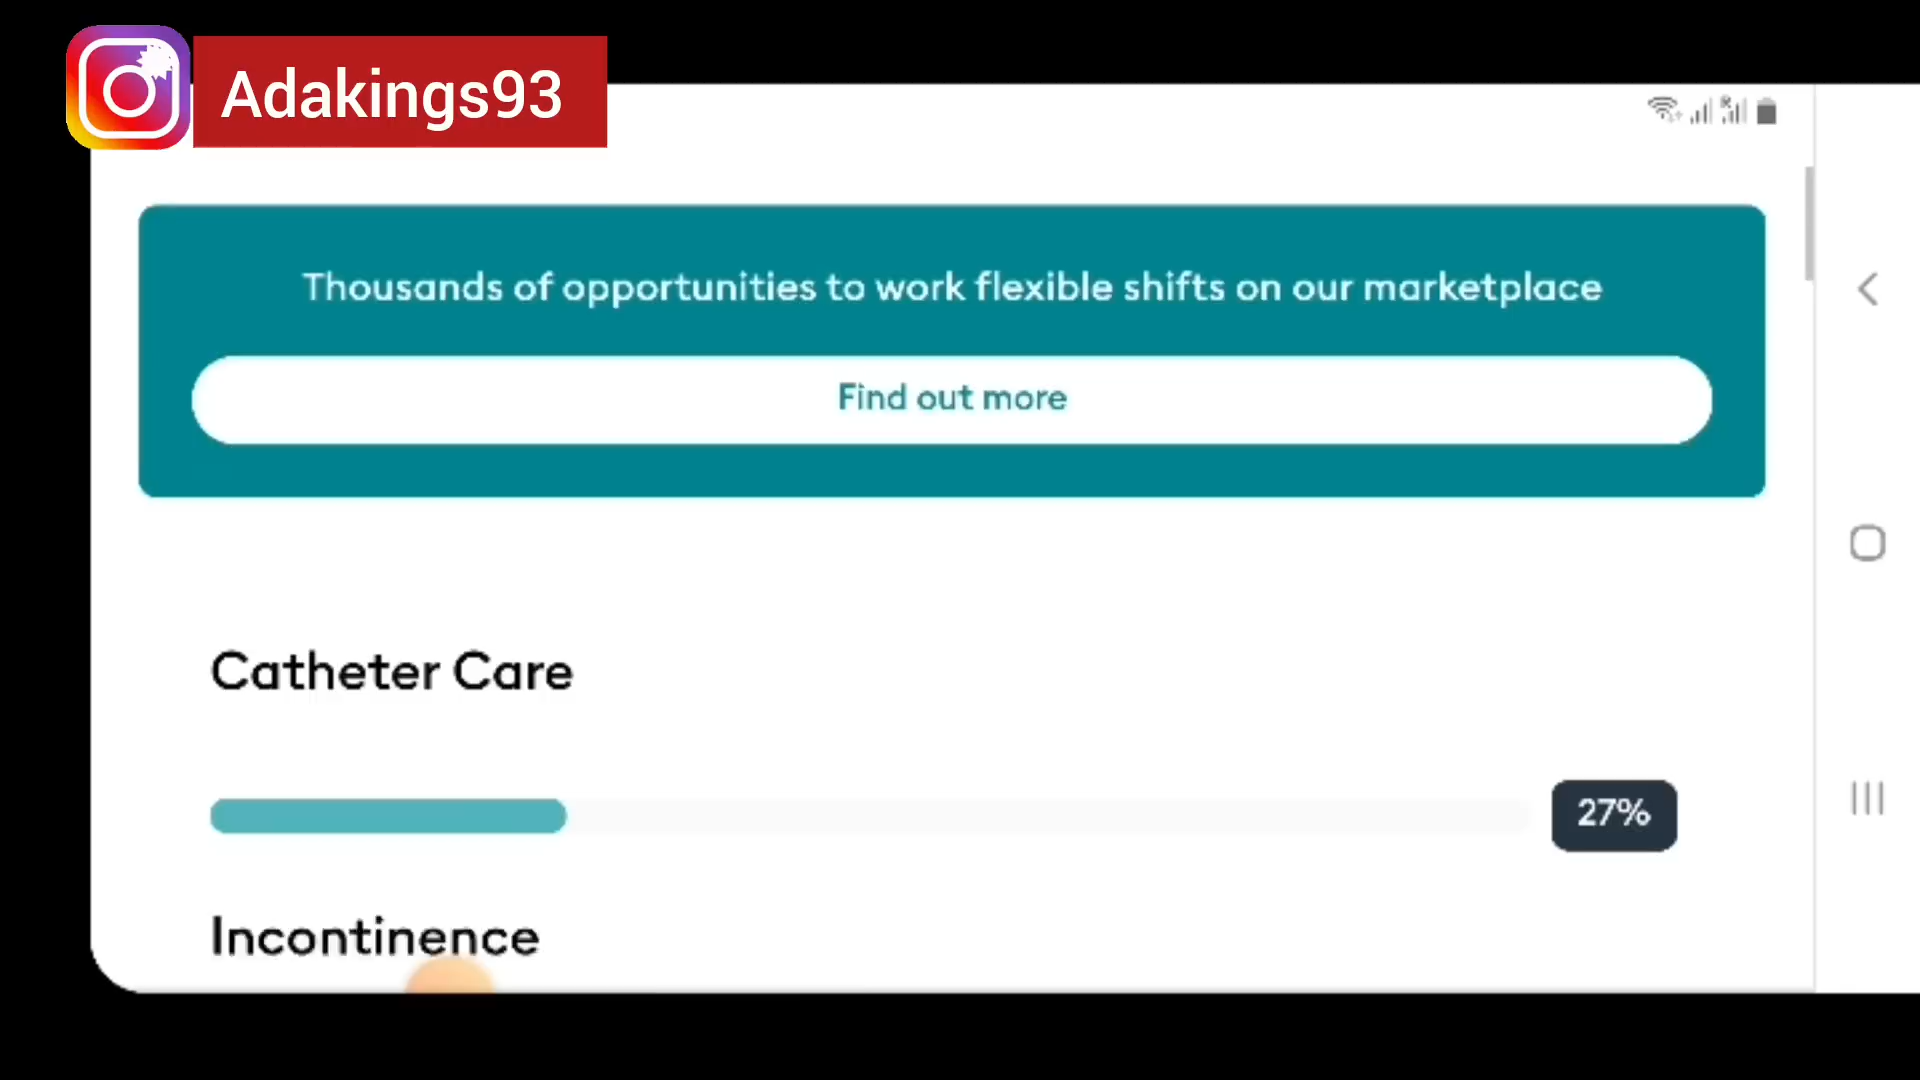 Adakings93
Thousands of opportunities to work flexible shifts on our marketplace
Find out more
Catheter Care
27%
Incontinence